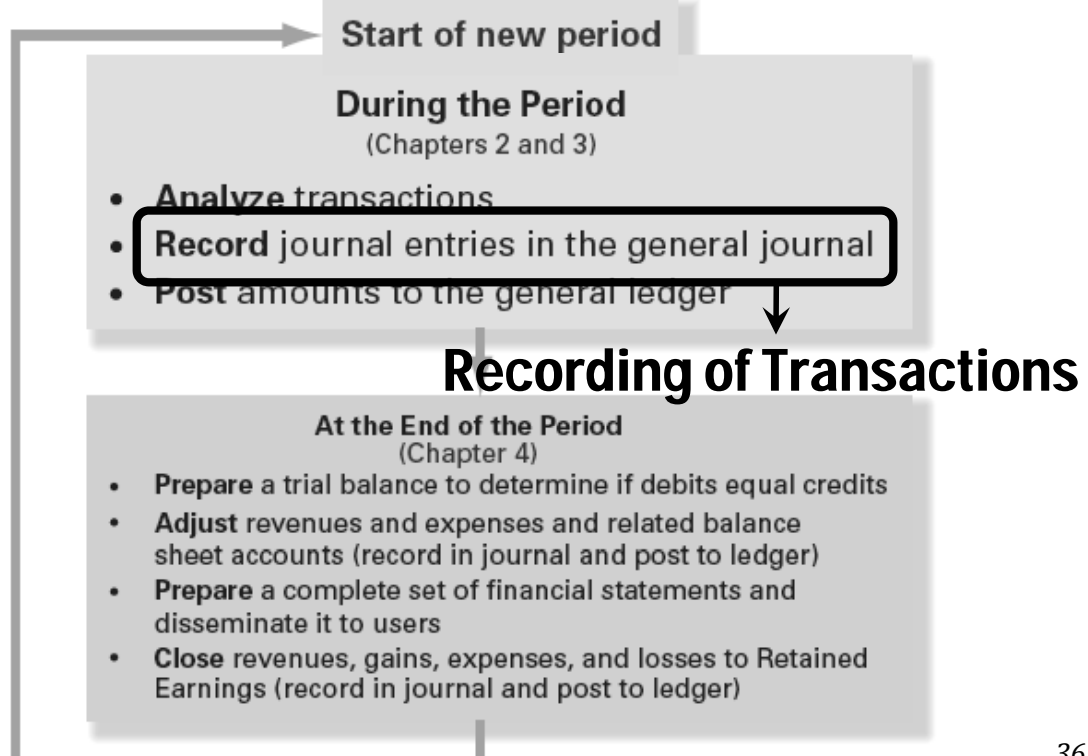 Start of new period
During the Period
(Chapters 2 and 3)
• Analyze transactions
• Record journal entries in the general journal
• Post amounts to the general ledger
Recording of Transactions
At the End of the Period
(Chapter 4)
• Prepare a trial balance to determine if debits equal credits
• Adjust revenues and expenses and related balance
sheet accounts (record in journal and post to ledger)
• Prepare a complete set of financial statements and
disseminate it to users
• Close revenues, gains, expenses, and losses to Retained
Earnings (record in journal and post to ledger)
36